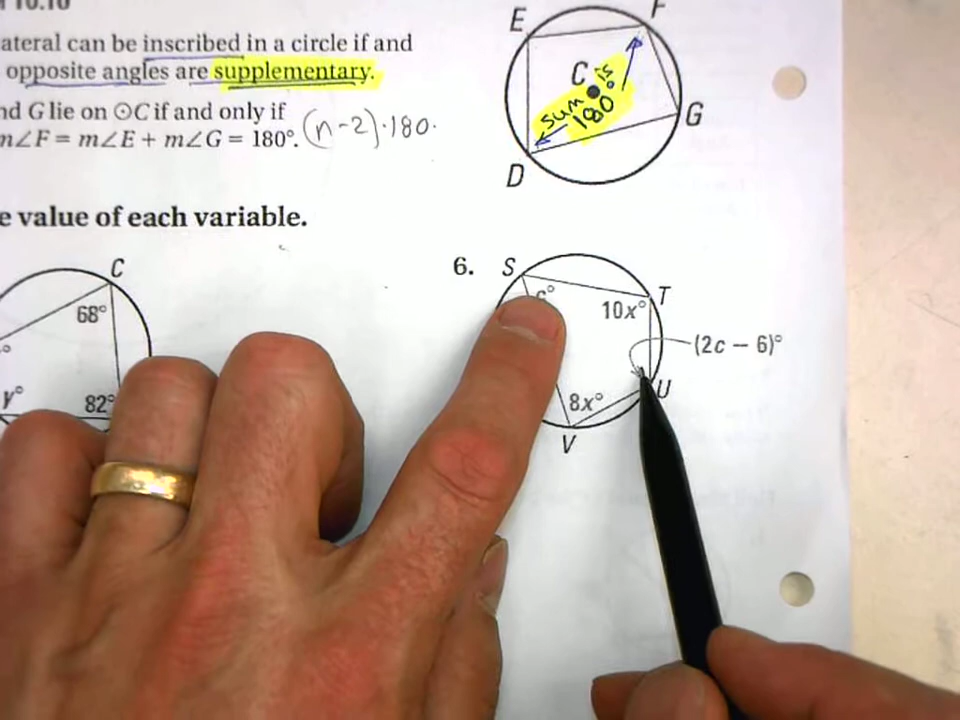 ateral can be inscribed in a circle if and
opposite angles are supplementary.
nd G lie on ⊙C if and only if
m∠F = m∠E + m∠G = 180°. (n-2)·180.
E
F
C
G
D
sum is 180°
e value of each variable.
C
68°
y°
82°
6.
S
T
c°
10x°
(2c − 6)°
8x°
U
V